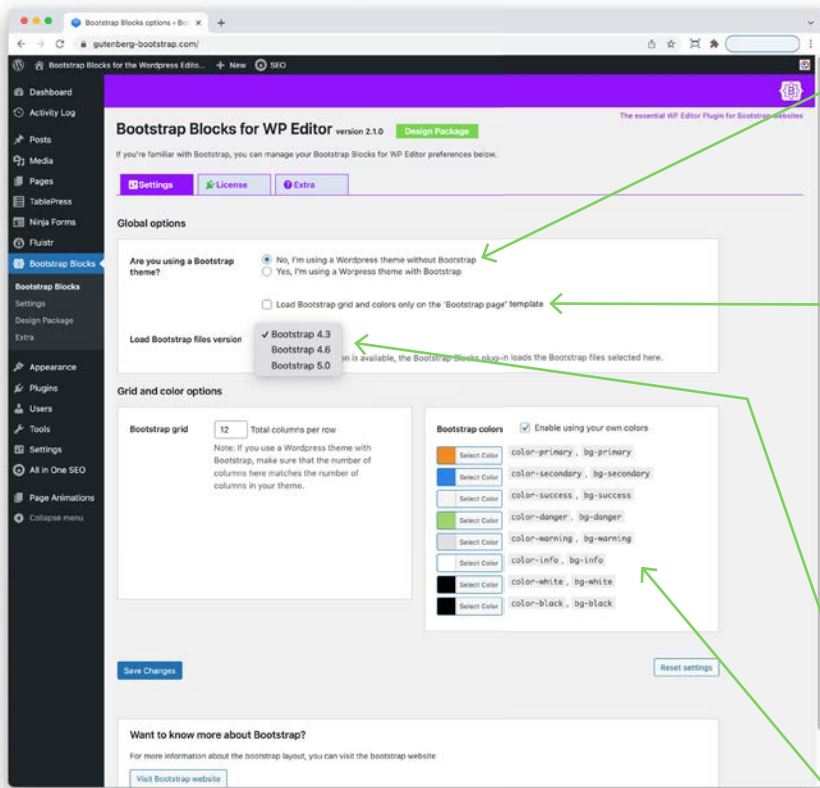 Bootstrap Blocks options ‹ Bo
gutenberg-bootstrap.com/
Bootstrap Blocks for the Wordpress Edito... + New SEO
Dashboard
Activity Log
Posts
Media
Pages
TablePress
Ninja Forms
Fluistr
Bootstrap Blocks
Bootstrap Blocks
Settings
Design Package
Extra
Appearance
Plugins
Users
Tools
Settings
All in One SEO
Page Animations
Collapse menu
The essential WP Editor Plugin for Bootstrap websites
Bootstrap Blocks for WP Editor version 2.1.0 Design Package
If you're familiar with Bootstrap, you can manage your Bootstrap Blocks for WP Editor preferences below.
Settings License Extra
Global options
Are you using a Bootstrap theme?
No, I'm using a Wordpress theme without Bootstrap
Yes, I'm using a Worpress theme with Bootstrap
Load Bootstrap grid and colors only on the 'Bootstrap page' template
Load Bootstrap files version
✓ Bootstrap 4.3
Bootstrap 4.6
Bootstrap 5.0
is available, the Bootstrap Blocks plug-in loads the Bootstrap files selected here.
Grid and color options
Bootstrap grid 12 Total columns per row
Note: If you use a Wordpress theme with
Bootstrap, make sure that the number of
columns here matches the number of
columns in your theme.
Bootstrap colors Enable using your own colors
Select Color color-primary , bg-primary
Select Color color-secondary , bg-secondary
Select Color color-success , bg-success
Select Color color-danger , bg-danger
Select Color color-warning , bg-warning
Select Color color-info , bg-info
Select Color color-white , bg-white
Select Color color-black , bg-black
Save Changes
Reset settings
Want to know more about Bootstrap?
For more information about the bootstrap layout, you can visit the bootstrap website
Visit Bootstrap website